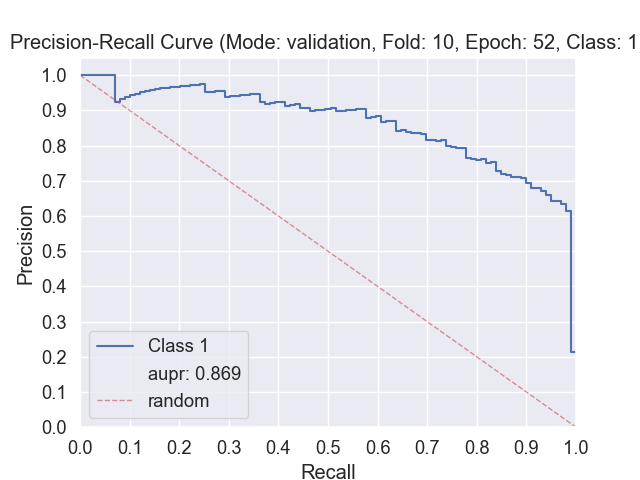 Precision-Recall Curve (Mode: validation, Fold: 10, Epoch: 52, Class: 1
1.0
0.9
0.8
0.7
0.6
0.5
0.4
0.3
0.2
0.1
0.0
Precision
Class 1
aupr: 0.869
random
0.0 0.1 0.2 0.3 0.4 0.5 0.6 0.7 0.8 0.9 1.0
Recall